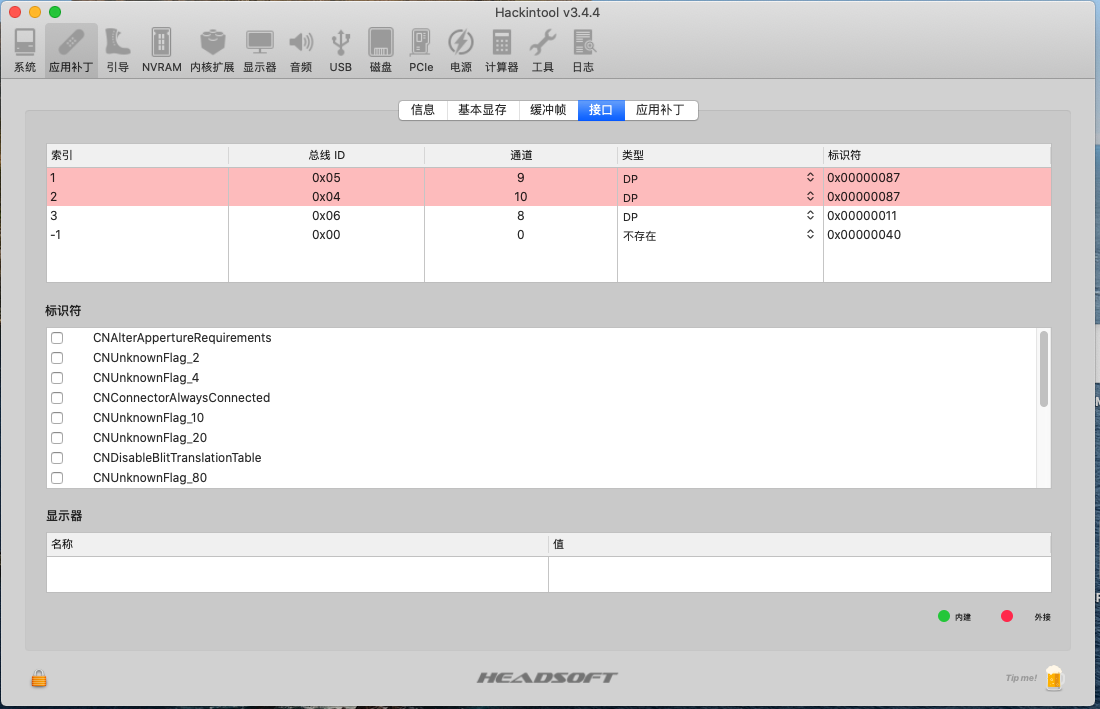 Hackintool v3.4.4
系统 应用补丁 引导 NVRAM 内核扩展 显示器 音频 USB 磁盘 PCIe 电源 计算器 工具 日志
信息 基本显存 缓冲帧 接口 应用补丁
索引 总线 ID 通道 类型 标识符
1 0x05 9 DP 0x00000087
2 0x04 10 DP 0x00000087
3 0x06 8 DP 0x00000011
-1 0x00 0 不存在 0x00000040
标识符
CNAlterAppertureRequirements
CNUnknownFlag_2
CNUnknownFlag_4
CNConnectorAlwaysConnected
CNUnknownFlag_10
CNUnknownFlag_20
CNDisableBlitTranslationTable
CNUnknownFlag_80
显示器
名称 值
内建 外接
HEADSOFT
Tip me!